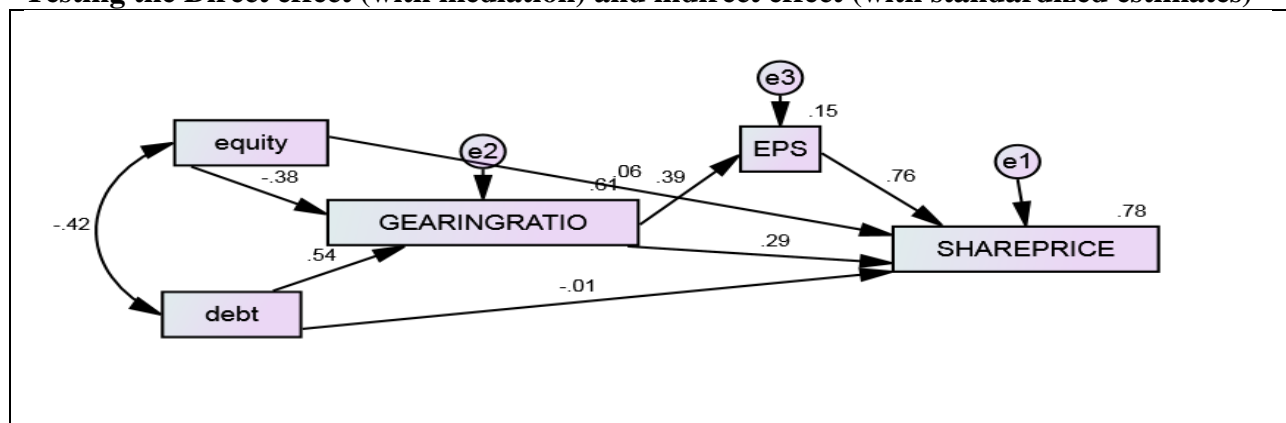 Testing the Direct effect (with mediation) and indirect effect (with standardized estimates)
e3
.15
equity
EPS
e2
e1
-.38
.06
.39
.76
.61
-.42
GEARINGRATIO
.78
.29
SHAREPRICE
.54
-.01
debt